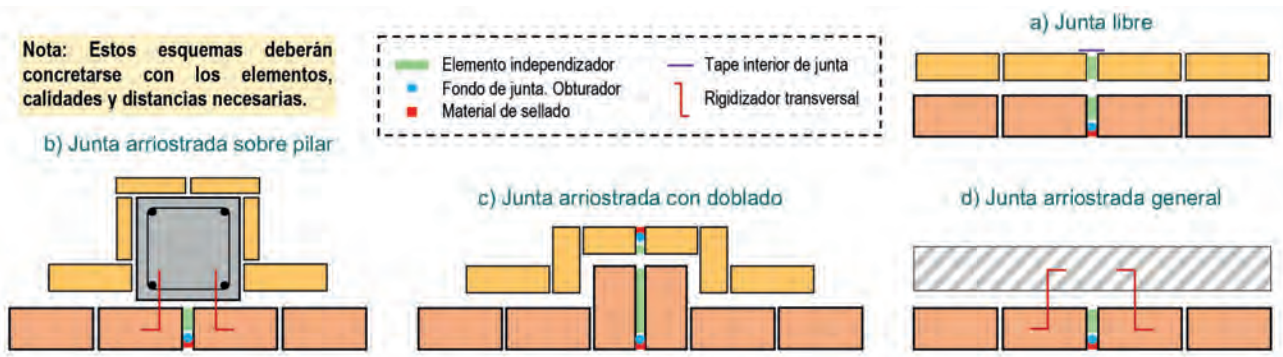 Nota: Estos esquemas deberán
concretarse con los elementos,
calidades y distancias necesarias.
Elemento independizador
Fondo de junta. Obturador
Material de sellado
Tape interior de junta
Rigidizador transversal
a) Junta libre
b) Junta arriostrada sobre pilar
c) Junta arriostrada con doblado
d) Junta arriostrada general